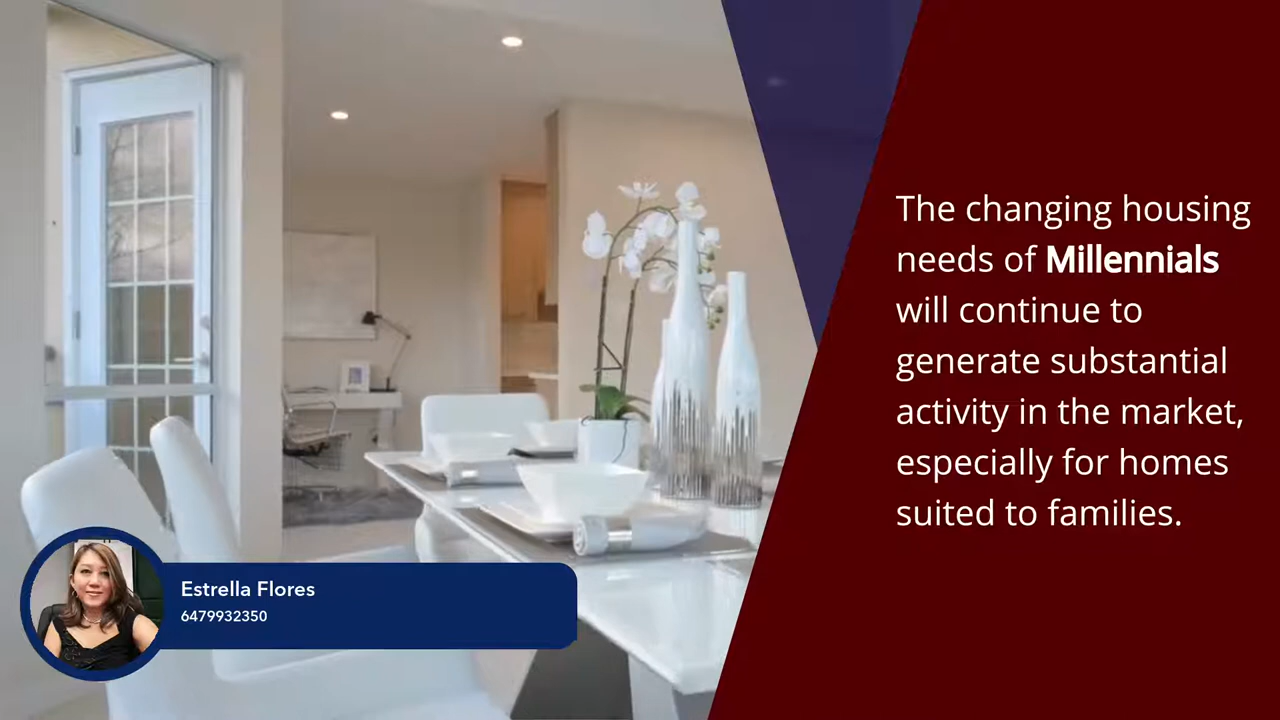 The changing housing
needs of Millennials
will continue to
generate substantial
activity in the market,
especially for homes
suited to families.
Estrella Flores
6479932350